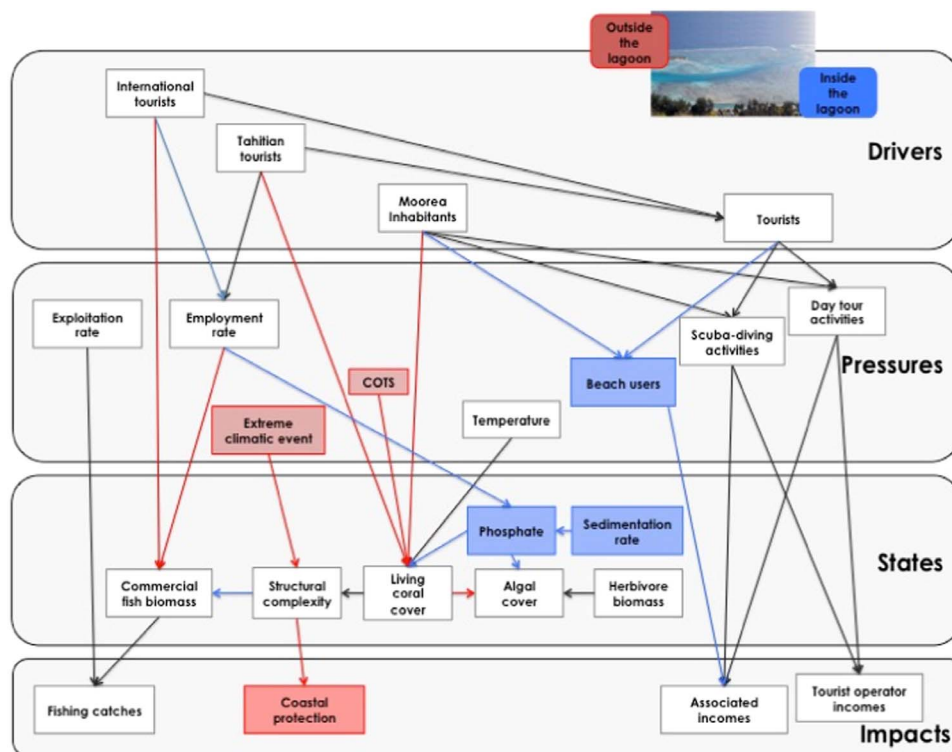 Outside
the
lagoon
Inside
the
lagoon
International
tourists
Tahitian
tourists
Drivers
Moorea
Inhabitants
Tourists
Exploitation
rate
Employment
rate
Scuba-diving
activities
Day tour
activities
Pressures
COTS
Beach users
Extreme
climatic event
Temperature
Phosphate
Sedimentation
rate
States
Commercial
fish biomass
Structural
complexity
Living
coral
cover
Algal
cover
Herbivore
biomass
Fishing catches
Coastal
protection
Associated
incomes
Tourist operator
incomes
Impacts